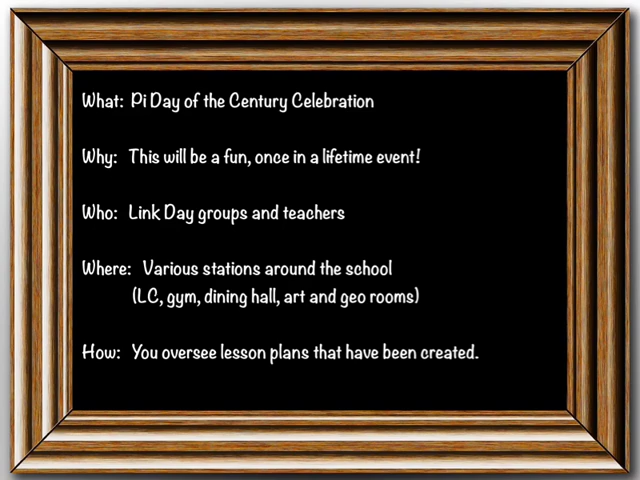 What: Pi Day of the Century Celebration
Why: This will be a fun, once in a lifetime event!
Who: Link Day groups and teachers
Where: Various stations around the school
(LC, gym, dining hall, art and geo rooms)
How: You oversee lesson plans that have been created.